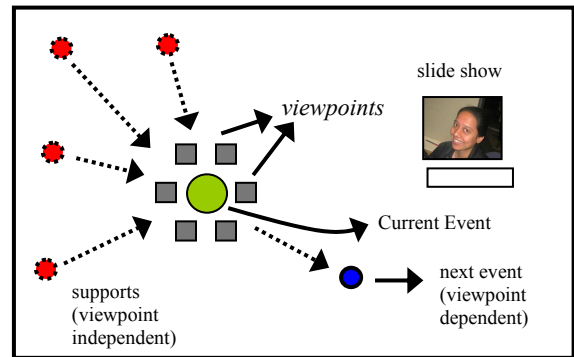 slide show
viewpoints
Current Event
next event
(viewpoint
dependent)
supports
(viewpoint
independent)